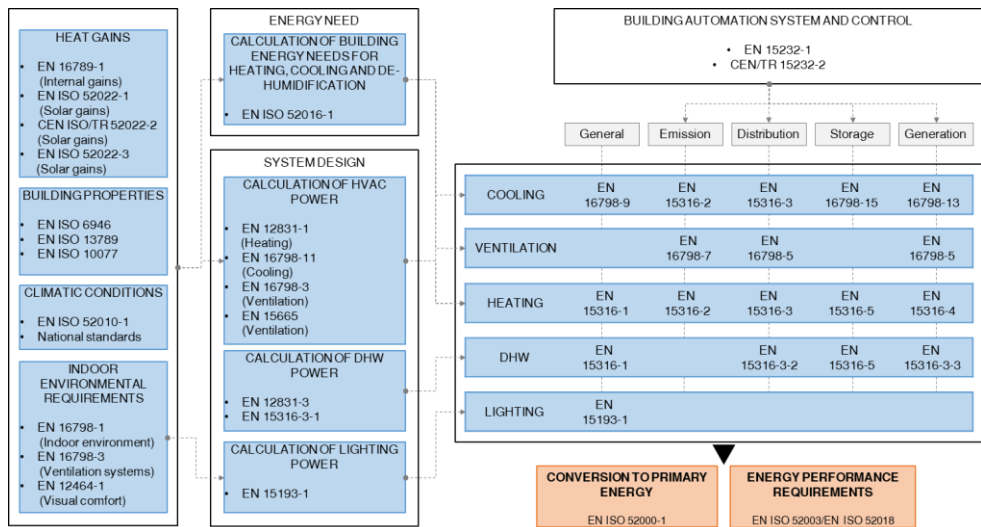 HEAT GAINS
• EN 16789-1
(Internal gains)
• EN ISO 52022-1
(Solar gains)
• CEN ISO/TR 52022-2
(Solar gains)
• EN ISO 52022-3
(Solar gains)
BUILDING PROPERTIES
• EN ISO 6946
• EN ISO 13789
• EN ISO 10077
CLIMATIC CONDITIONS
• EN ISO 52010-1
• National standards
INDOOR
ENVIRONMENTAL
REQUIREMENTS
• EN 16798-1
(Indoor environment)
• EN 16798-3
(Ventilation systems)
• EN 12464-1
(Visual comfort)
ENERGY NEED
CALCULATION OF BUILDING
ENERGY NEEDS FOR
HEATING, COOLING AND DE-
HUMIDIFICATION
• EN ISO 52016-1
SYSTEM DESIGN
CALCULATION OF HVAC
POWER
• EN 12831-1
(Heating)
• EN 16798-11
(Cooling)
• EN 16798-3
(Ventilation)
• EN 15665
(Ventilation)
CALCULATION OF DHW
POWER
• EN 12831-3
• EN 15316-3-1
CALCULATION OF LIGHTING
POWER
• EN 15193-1
BUILDING AUTOMATION SYSTEM AND CONTROL
• EN 15232-1
• CEN/TR 15232-2
General Emission Distribution Storage Generation
COOLING EN EN EN EN EN
16798-9 15316-2 15316-3 16798-15 16798-13
VENTILATION EN EN EN
16798-7 16798-5 16798-5
HEATING EN EN EN EN EN
15316-1 15316-2 15316-3 15316-5 15316-4
DHW EN EN EN EN
15316-1 15316-3-2 15316-5 15316-3-3
LIGHTING EN
15193-1
CONVERSION TO PRIMARY
ENERGY
EN ISO 52000-1
ENERGY PERFORMANCE
REQUIREMENTS
EN ISO 52003/EN ISO 52018